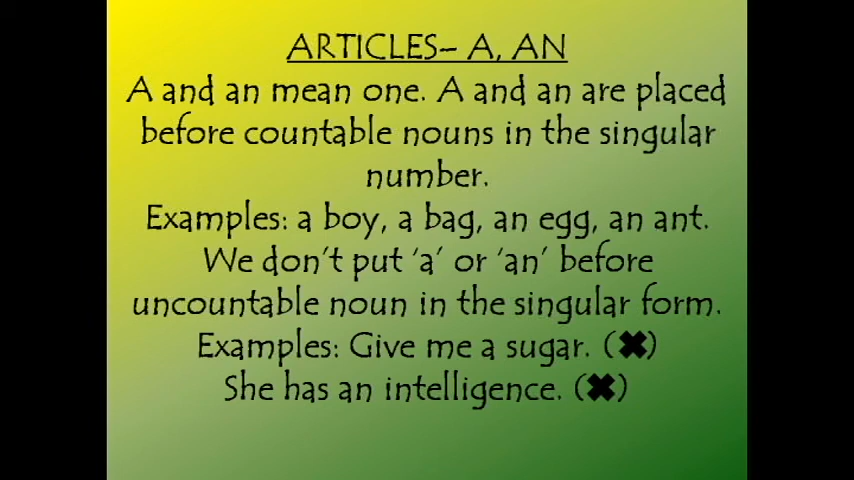 ARTICLES– A, AN
A and an mean one. A and an are placed
before countable nouns in the singular
number.
Examples: a boy, a bag, an egg, an ant.
We don't put ‘a’ or ‘an’ before
uncountable noun in the singular form.
Examples: Give me a sugar. (✖)
She has an intelligence. (✖)